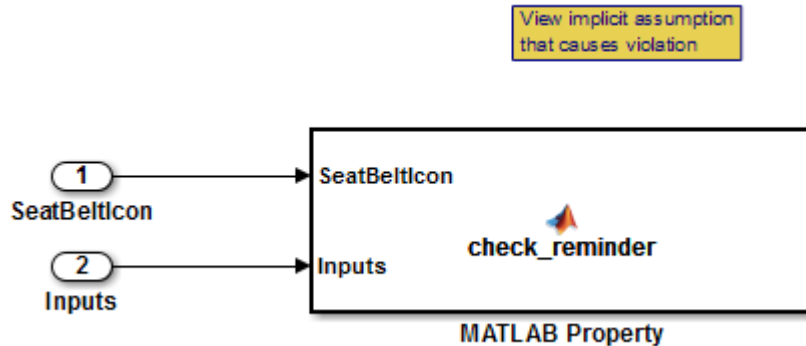 View implicit assumption
that causes violation
1
SeatBeltIcon
SeatBeltIcon
check_reminder
2
Inputs
Inputs
MATLAB Property